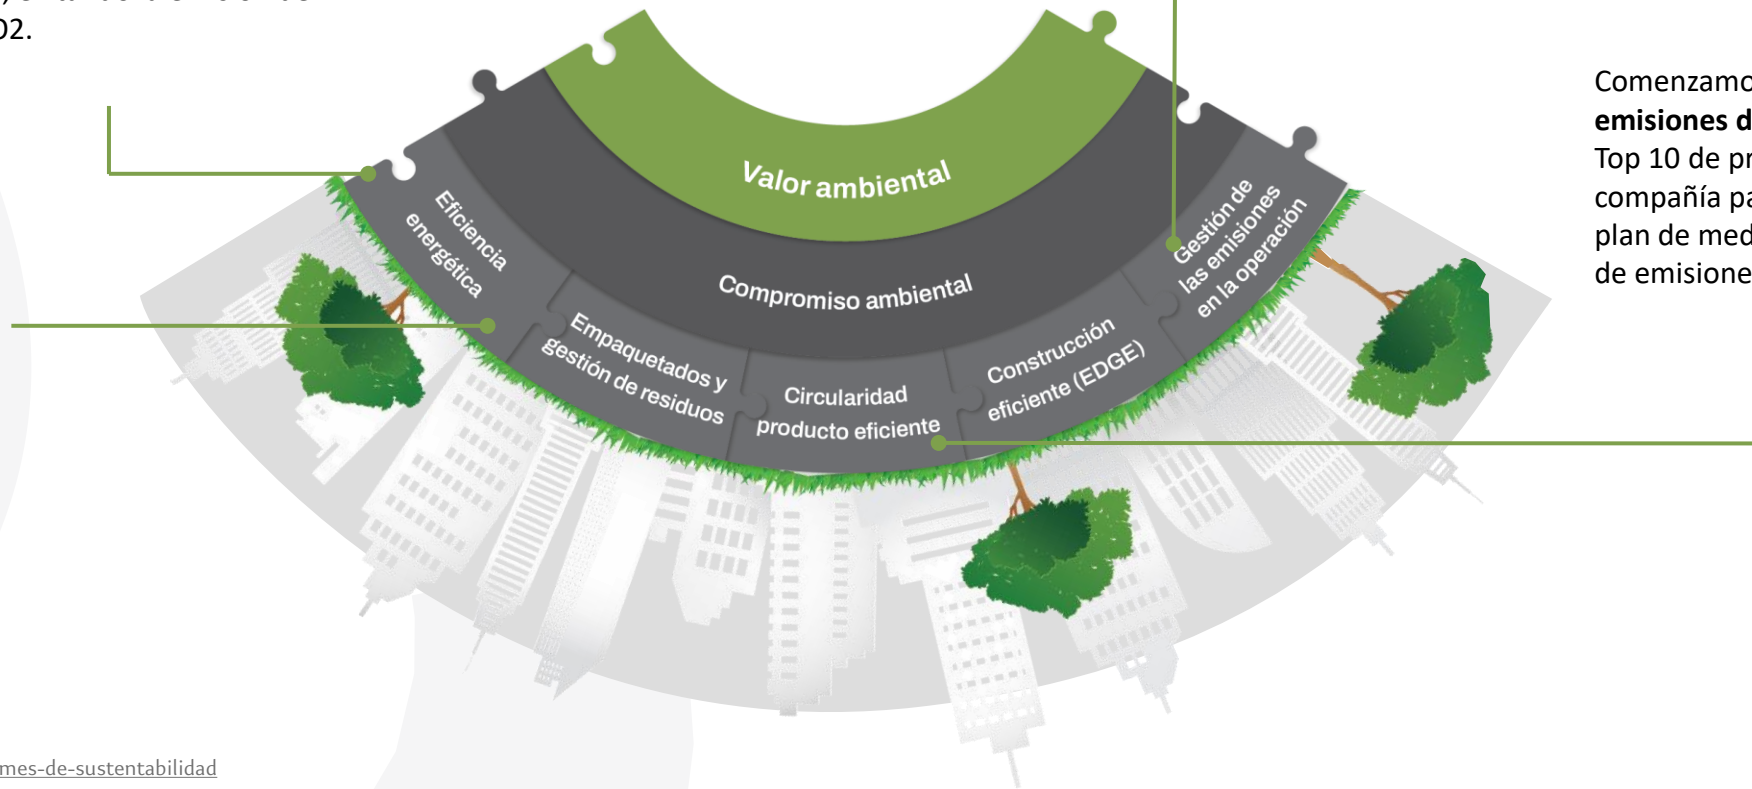 O2.
Valor ambiental
Compromiso ambiental
Eficiencia
energética
Empaquetados y
gestión de residuos
Circularidad
producto eficiente
Construcción
eficiente (EDGE)
Gestión de
las emisiones
en la operación
Comenzamo
emisiones d
Top 10 de pr
compañía pa
plan de med
de emisione
mes-de-sustentabilidad